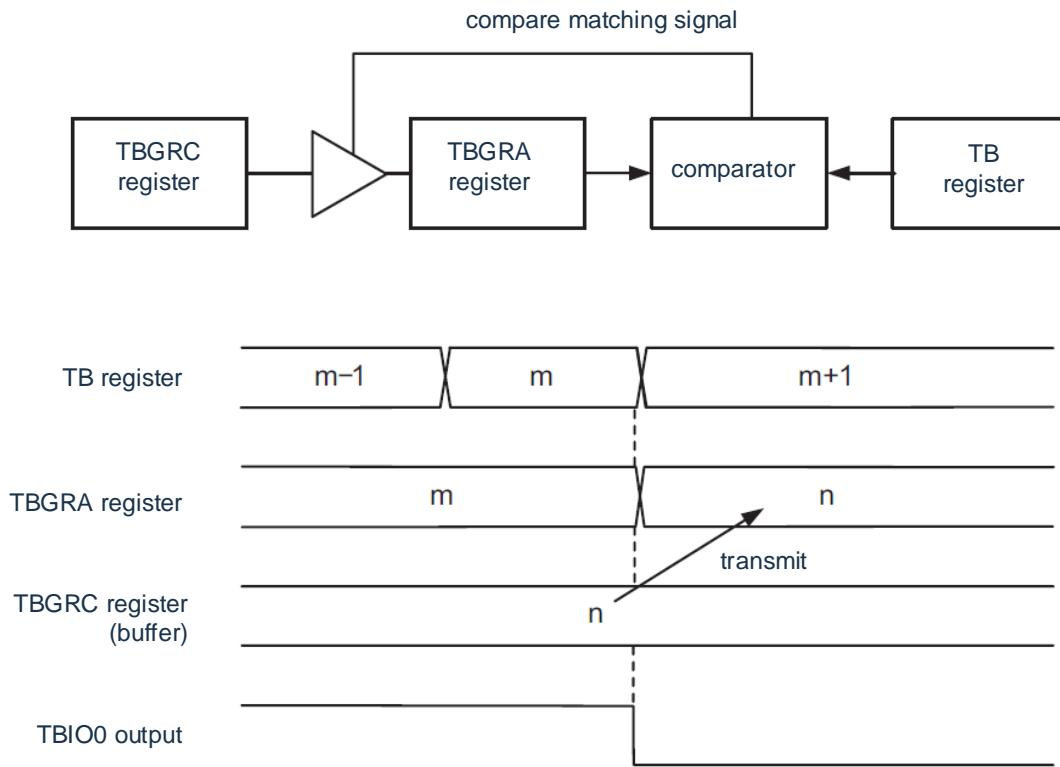 compare matching signal
TBGRC
register
TBGRA
register
comparator
TB
register
TB register
m−1
m
m+1
TBGRA register
m
n
transmit
TBGRC register
(buffer)
n
TBIO0 output